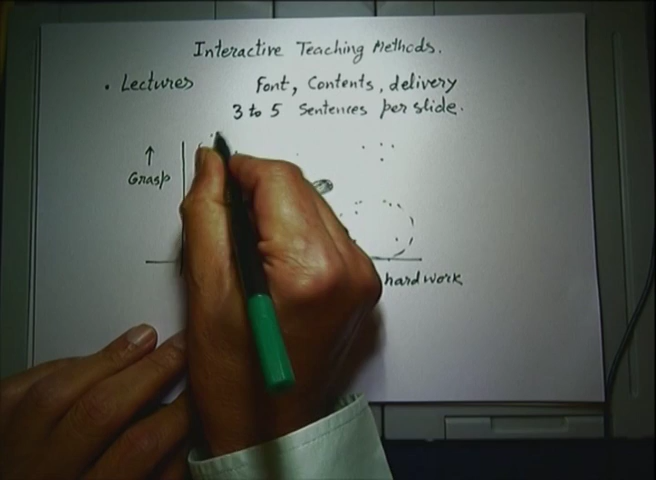 Interactive Teaching Methods.
• Lectures Font, Contents, delivery
3 to 5 Sentences per slide.
↑
Grasp
hard work